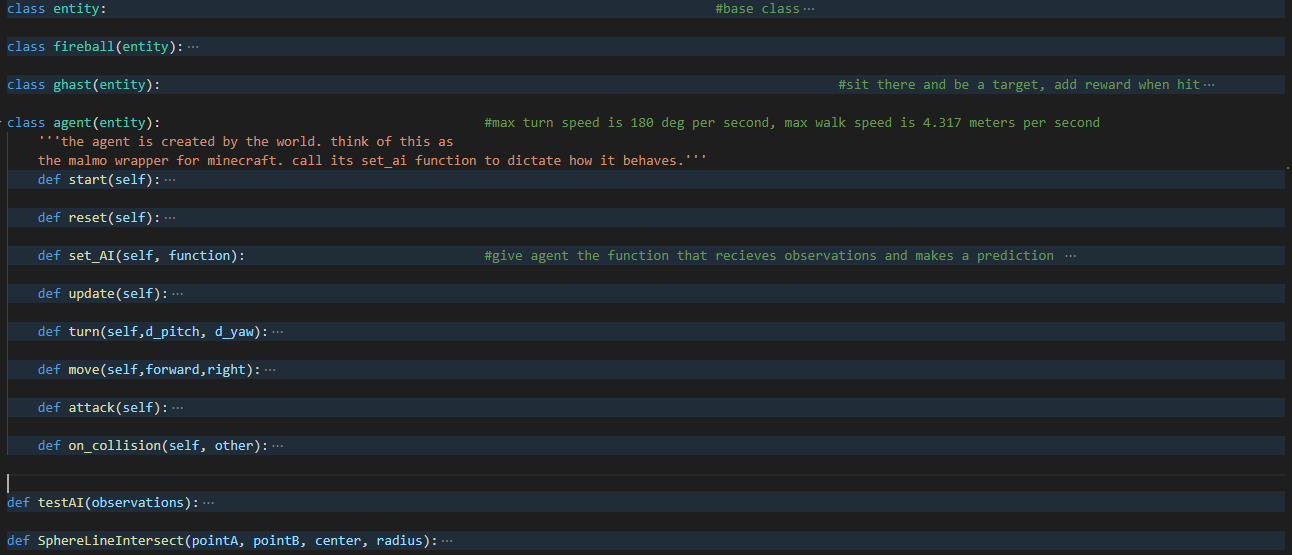 class entity: #base class ···
class fireball(entity): ···
class ghast(entity): #sit there and be a target, add reward when hit ···
class agent(entity): #max turn speed is 180 deg per second, max walk speed is 4.317 meters per second
'''the agent is created by the world. think of this as
the malmo wrapper for minecraft. call its set_ai function to dictate how it behaves.'''
def start(self): ···
def reset(self): ···
def set_AI(self, function): #give agent the function that recieves observations and makes a prediction ···
def update(self): ···
def turn(self,d_pitch, d_yaw): ···
def move(self,forward,right): ···
def attack(self): ···
def on_collision(self, other): ···
def testAI(observations): ···
def SphereLineIntersect(pointA, pointB, center, radius): ···